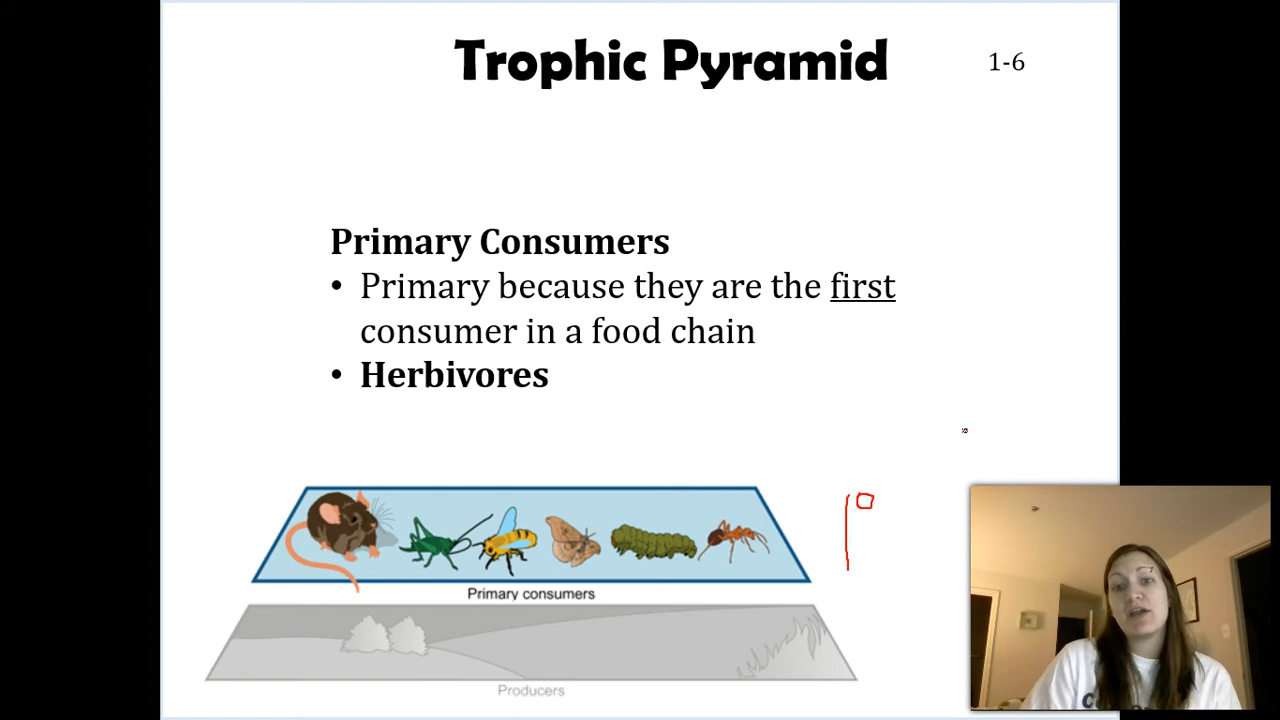 Trophic Pyramid
1-6
Primary Consumers
• Primary because they are the first
consumer in a food chain
• Herbivores
1°
Primary consumers
Producers